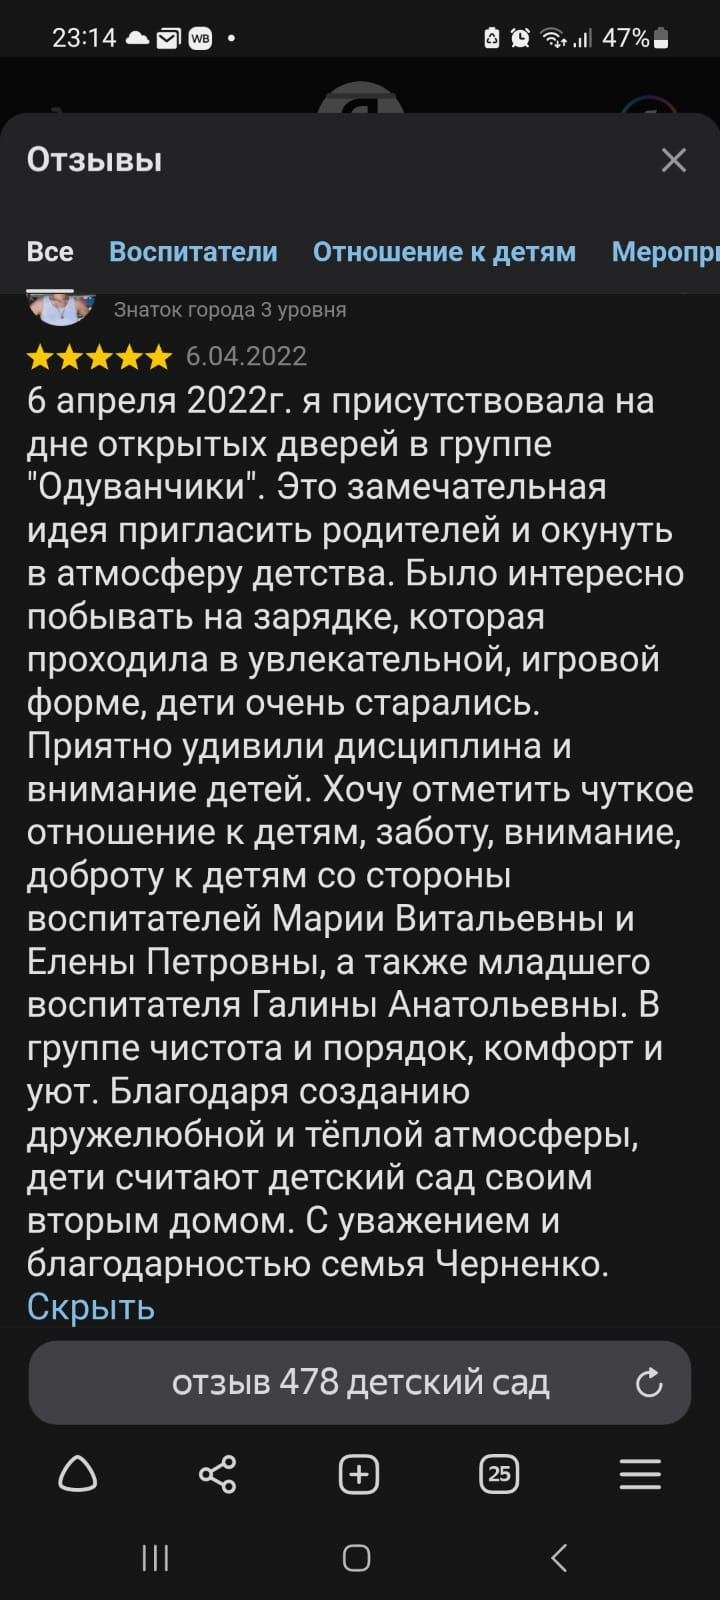 23:14 WB 47%
Отзывы
Все Воспитатели Отношение к детям Меропр
Знаток города 3 уровня
6.04.2022
6 апреля 2022г. я присутствовала на
дне открытых дверей в группе
"Одуванчики". Это замечательная
идея пригласить родителей и окунуть
в атмосферу детства. Было интересно
побывать на зарядке, которая
проходила в увлекательной, игровой
форме, дети очень старались.
Приятно удивили дисциплина и
внимание детей. Хочу отметить чуткое
отношение к детям, заботу, внимание,
доброту к детям со стороны
воспитателей Марии Витальевны и
Елены Петровны, а также младшего
воспитателя Галины Анатольевны. В
группе чистота и порядок, комфорт и
уют. Благодаря созданию
дружелюбной и тёплой атмосферы,
дети считают детский сад своим
вторым домом. С уважением и
благодарностью семья Черненко.
Скрыть
отзыв 478 детский сад
25